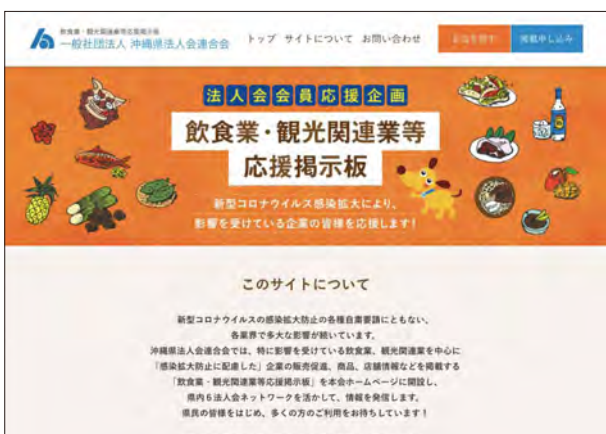 飲食業・観光関連業等応援掲示板
一般社団法人 沖縄県法人会連合会
トップ サイトについて お問い合わせ
お店を探す
掲載申し込み
法人会会員応援企画
飲食業・観光関連業等
応援掲示板
新型コロナウイルス感染拡大により、
影響を受けている企業の皆様を応援します!
このサイトについて
新型コロナウイルスの感染拡大防止の各種自粛要請にともない、
各業界で多大な影響が続いています。
沖縄県法人会連合会では、特に影響を受けている飲食業、観光関連業を中心に
「感染拡大防止に配慮した」企業の販売促進、商品、店舗情報などを掲載する
「飲食業・観光関連業等応援掲示板」を本会ホームページに開設し、
県内6法人会ネットワークを活かして、情報を発信します。
県民の皆様をはじめ、多くの方のご利用をお待ちしています!